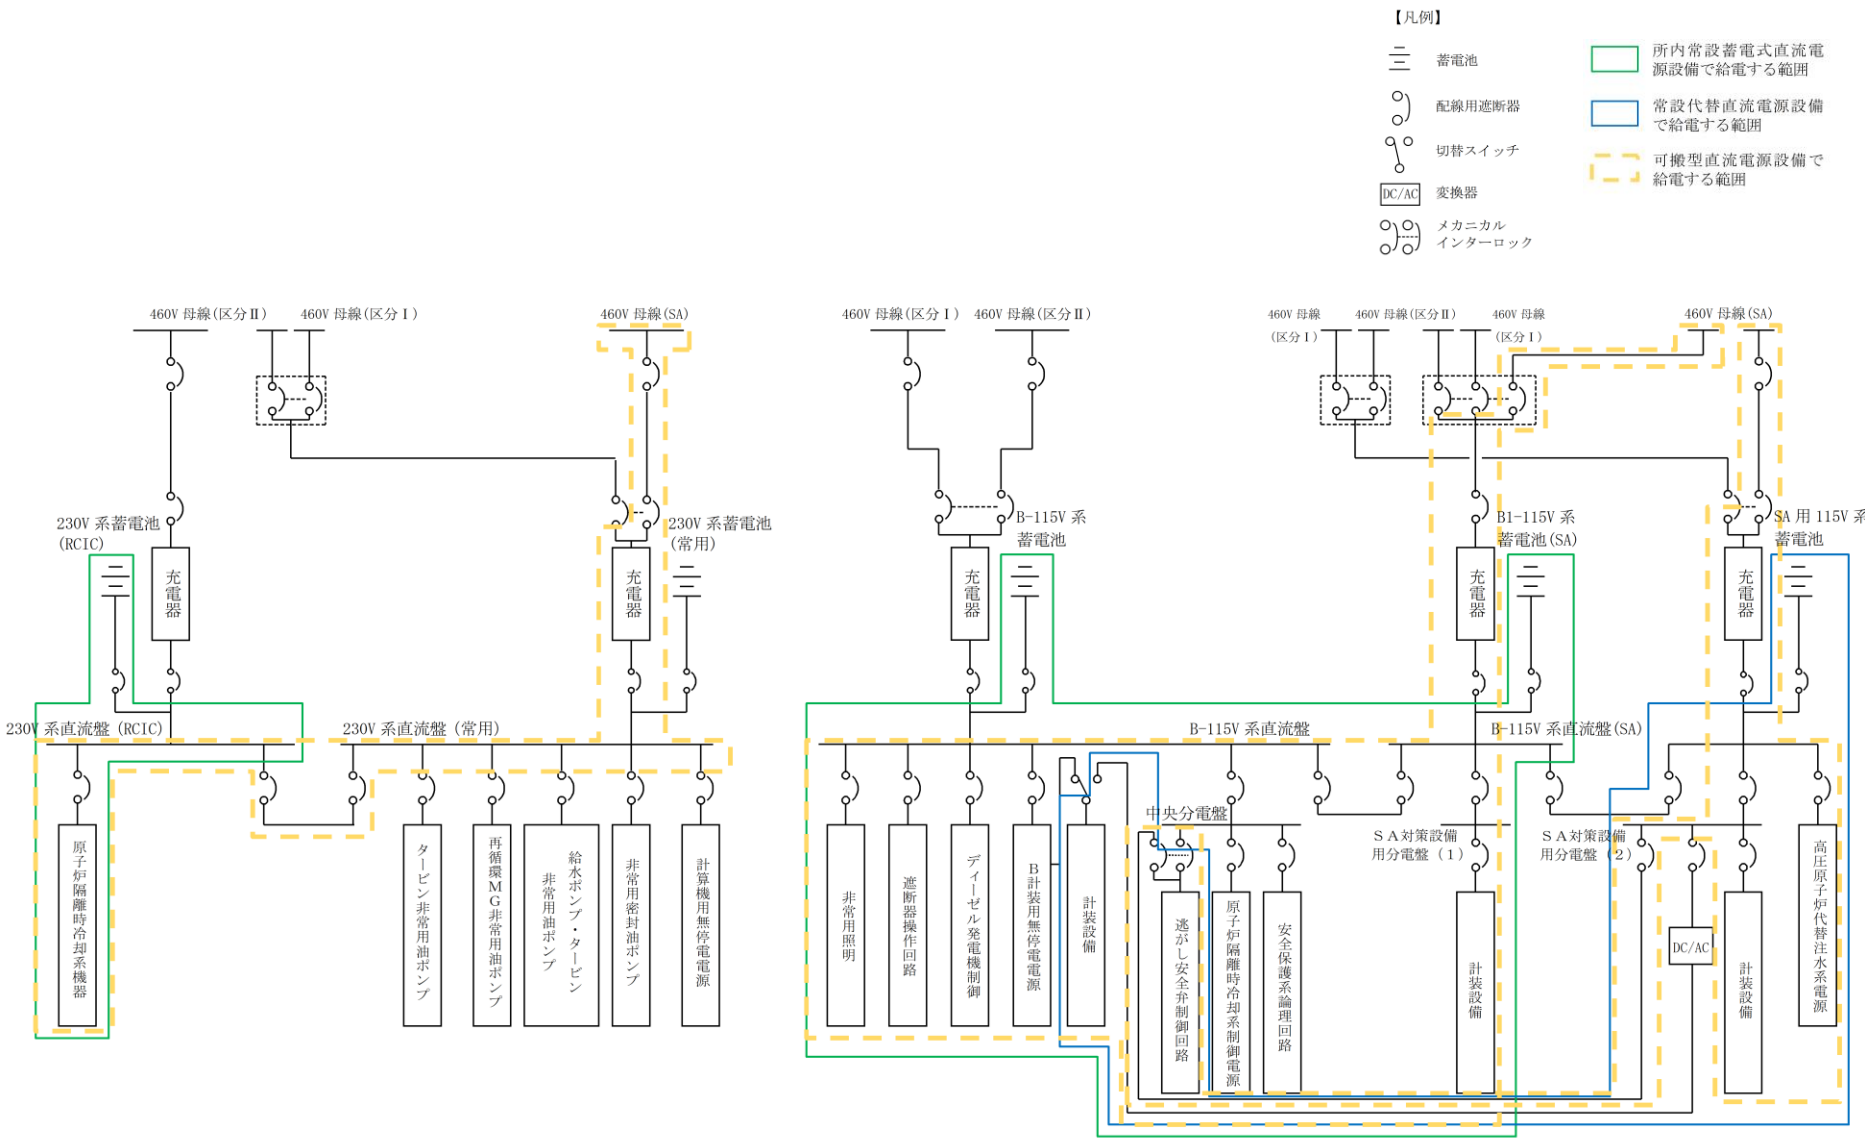 【凡例】
蓄電池
配線用遮断器
切替スイッチ
DC/AC
変換器
メカニカル
インターロック
所内常設蓄電式直流電
源設備で給電する範囲
常設代替直流電源設備
で給電する範囲
可搬型直流電源設備で
給電する範囲
460V 母線(区分Ⅱ)
460V 母線(区分Ⅰ)
460V 母線(SA)
460V 母線(区分Ⅰ)
460V 母線(区分Ⅱ)
460V 母線
(区分Ⅰ)
460V 母線(区分Ⅱ)
460V 母線
(区分Ⅰ)
460V 母線(SA)
230V 系蓄電池
(RCIC)
充電器
充電器
230V 系蓄電池
(常用)
充電器
B-115V 系
蓄電池
充電器
B1-115V 系
蓄電池(SA)
充電器
SA 用 115V 系
蓄電池
230V 系直流盤 (RCIC)
230V 系直流盤 (常用)
B-115V 系直流盤
B-115V 系直流盤(SA)
中央分電盤
ＳＡ対策設備
用分電盤（１）
ＳＡ対策設備
用分電盤（２）
原子炉隔離時冷却系機器
タービン非常用油ポンプ
再循環ＭＧ非常用油ポンプ
給水ポンプ・タービン
非常用油ポンプ
非常用密封油ポンプ
計算機用無停電電源
非常用照明
遮断器操作回路
ディーゼル発電機制御
Ｂ計装用無停電電源
計装設備
逃がし安全弁制御回路
原子炉隔離時冷却系制御電源
安全保護系論理回路
計装設備
DC/AC
計装設備
高圧原子炉代替注水系電源